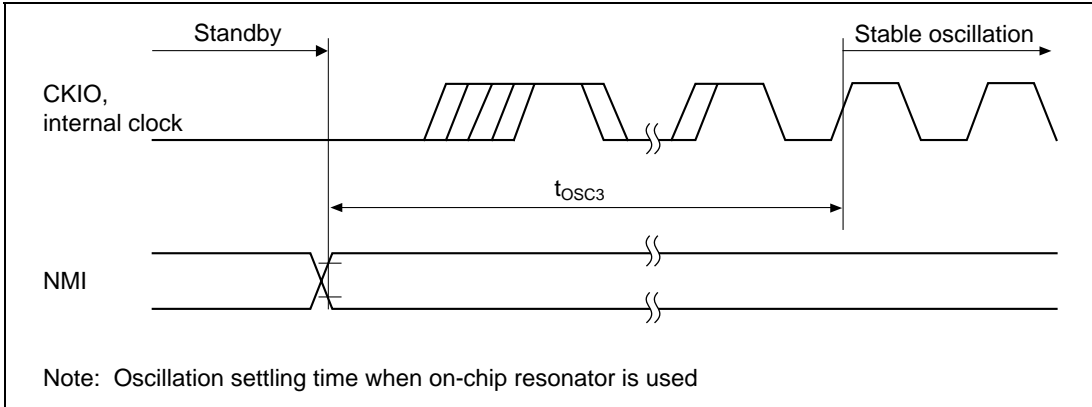 Standby
Stable oscillation
CKIO,
internal clock
tOSC3
NMI
Note: Oscillation settling time when on-chip resonator is used